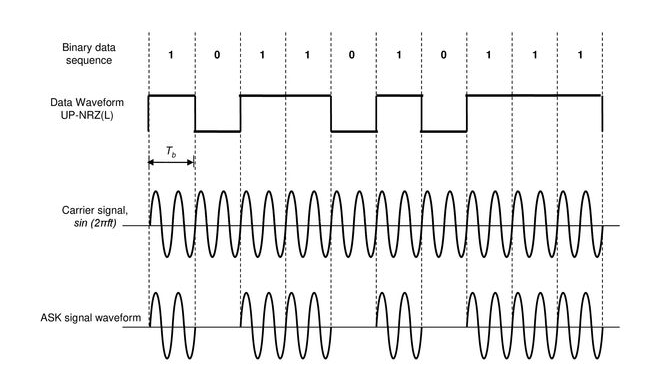 Binary data
sequence
1 0 1 1 0 1 0 1 1 1
Data Waveform
UP-NRZ(L)
Tb
Carrier signal,
sin (2πft)
ASK signal waveform